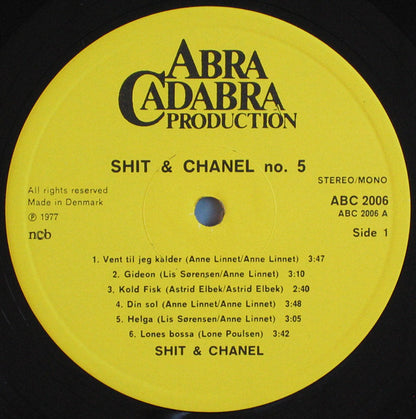 ABRA
CADABRA
PRODUCTION
SHIT & CHANEL no. 5
STEREO/MONO
All rights reserved
Made in Denmark
℗ 1977
ncb
ABC 2006
ABC 2006 A
Side 1
1. Vent til jeg kalder (Anne Linnet/Anne Linnet) 3:47
2. Gideon (Lis Sørensen/Anne Linnet) 3:10
3. Kold Fisk (Astrid Elbek/Astrid Elbek) 2:40
4. Din sol (Anne Linnet/Anne Linnet) 3:48
5. Helga (Lis Sørensen/Anne Linnet) 3:05
6. Lones bossa (Lone Poulsen) 3:42
SHIT & CHANEL